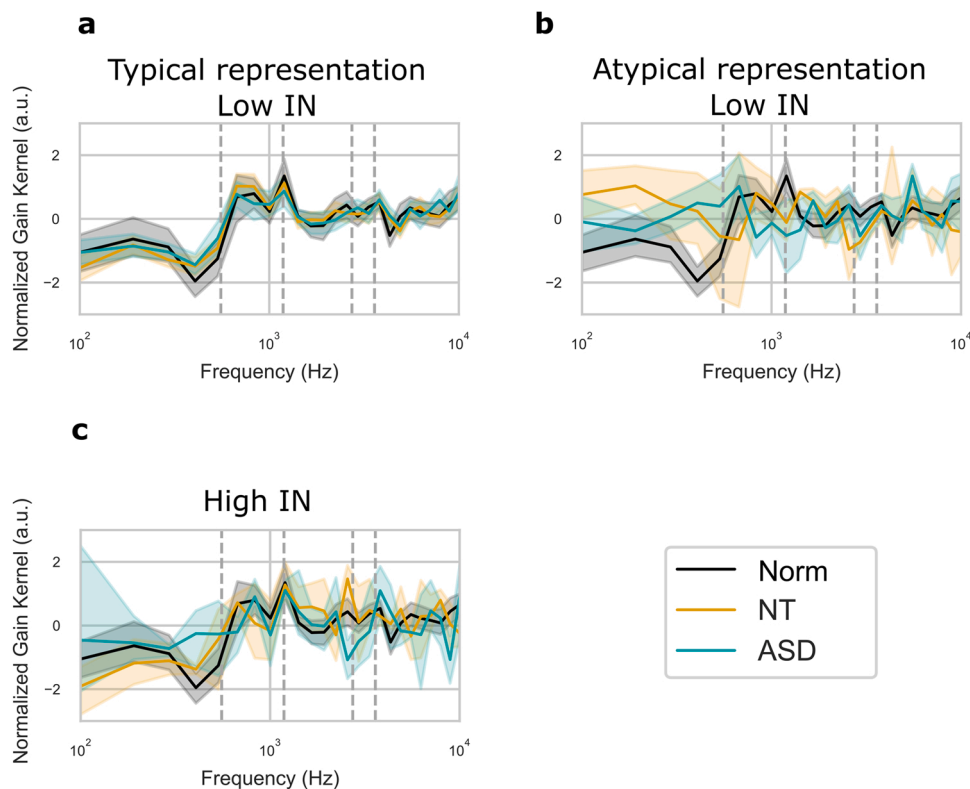 a
Typical representation
Low IN
Normalized Gain Kernel (a.u.)
2
0
−2
10²
10³
10⁴
Frequency (Hz)
b
Atypical representation
Low IN
2
0
−2
10²
10³
10⁴
Frequency (Hz)
c
High IN
Normalized Gain Kernel (a.u.)
2
0
−2
10²
10³
10⁴
Frequency (Hz)
Norm
NT
ASD